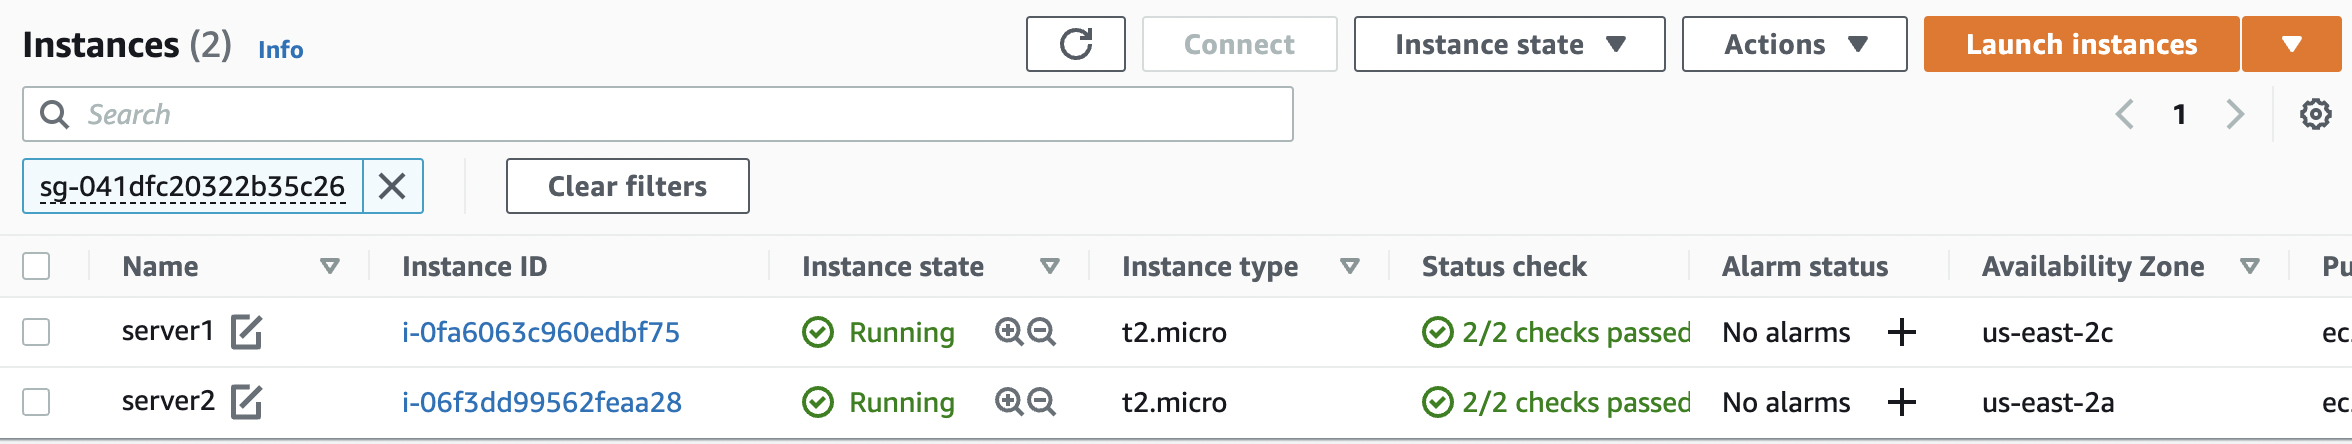 Instances (2) Info Connect Instance state Actions Launch instances
Search 1
sg-041dfc20322b35c26 Clear filters
Name Instance ID Instance state Instance type Status check Alarm status Availability Zone Pu
server1 i-0fa6063c960edbf75 Running t2.micro 2/2 checks passed No alarms us-east-2c ec
server2 i-06f3dd99562feaa28 Running t2.micro 2/2 checks passed No alarms us-east-2a ec